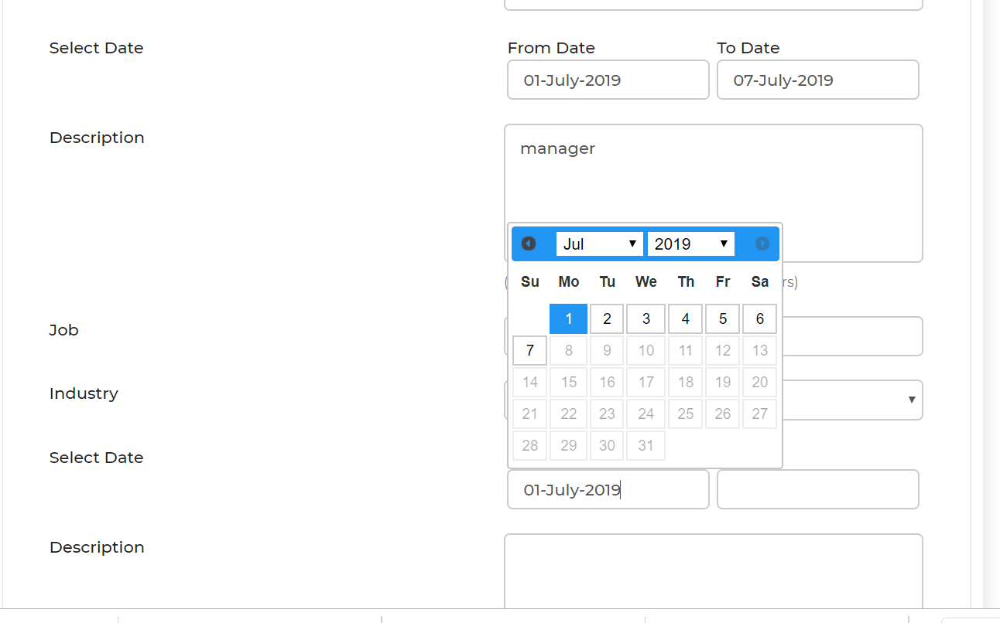 Select Date From Date To Date
01-July-2019 07-July-2019
Description
manager
Jul 2019
Su Mo Tu We Th Fr Sa
rs)
1 2 3 4 5 6
Job
7 8 9 10 11 12 13
14 15 16 17 18 19 20
Industry
21 22 23 24 25 26 27
28 29 30 31
Select Date
01-July-2019
Description